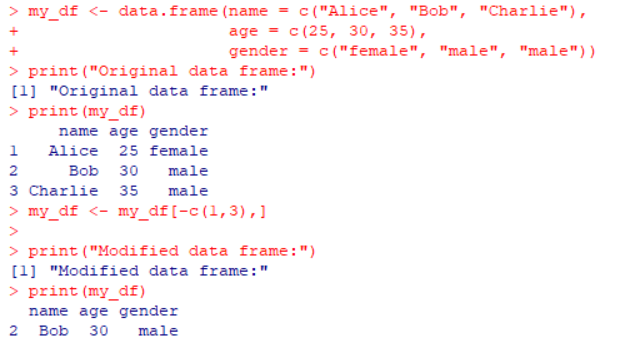 > my_df <- data.frame(name = c("Alice", "Bob", "Charlie"),
+                     age = c(25, 30, 35),
+                     gender = c("female", "male", "male"))
> print("Original data frame:")
[1] "Original data frame:"
> print(my_df)
     name age gender
1   Alice  25 female
2     Bob  30   male
3 Charlie  35   male
> my_df <- my_df[-c(1,3),]
>
> print("Modified data frame:")
[1] "Modified data frame:"
> print(my_df)
  name age gender
2  Bob  30   male